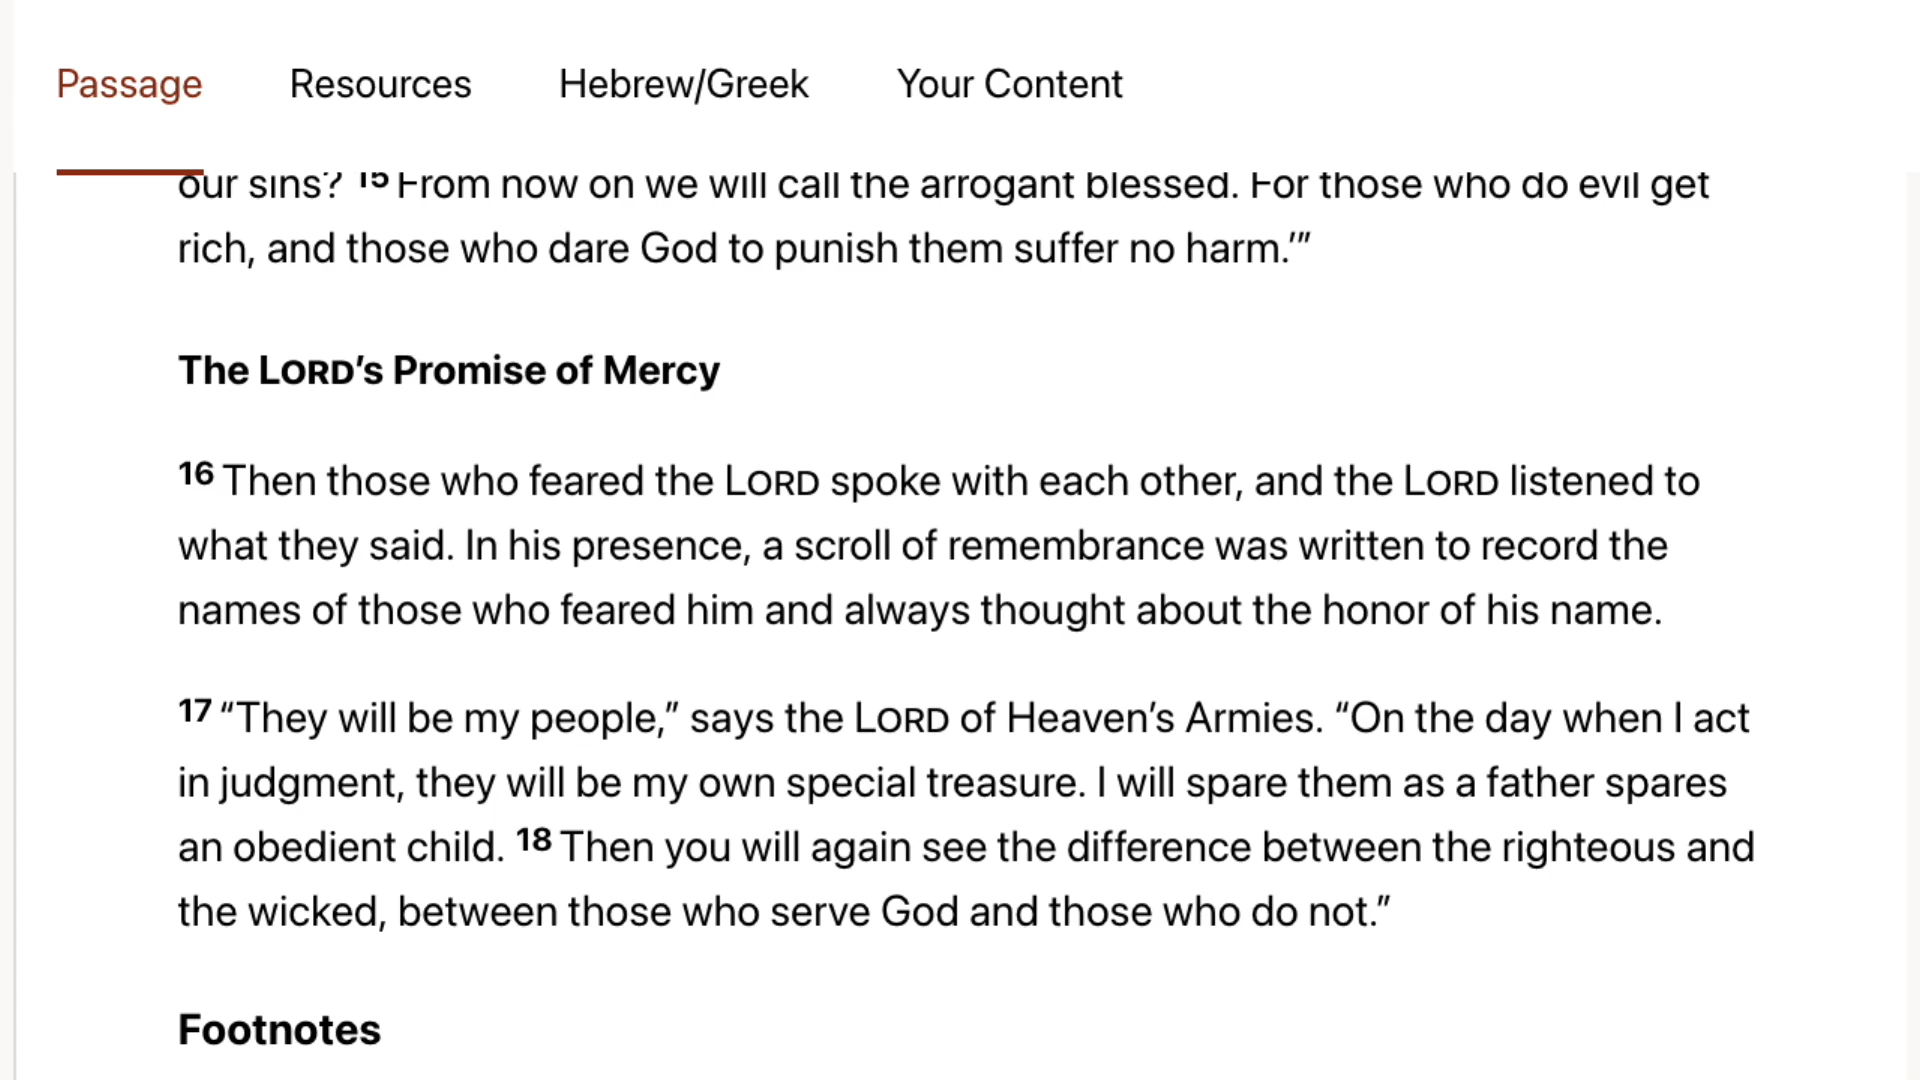 Passage Resources Hebrew/Greek Your Content
our sins? 15 From now on we will call the arrogant blessed. For those who do evil get
rich, and those who dare God to punish them suffer no harm.’”
The LORD’s Promise of Mercy
16 Then those who feared the LORD spoke with each other, and the LORD listened to
what they said. In his presence, a scroll of remembrance was written to record the
names of those who feared him and always thought about the honor of his name.
17 “They will be my people,” says the LORD of Heaven’s Armies. “On the day when I act
in judgment, they will be my own special treasure. I will spare them as a father spares
an obedient child. 18 Then you will again see the difference between the righteous and
the wicked, between those who serve God and those who do not.”
Footnotes